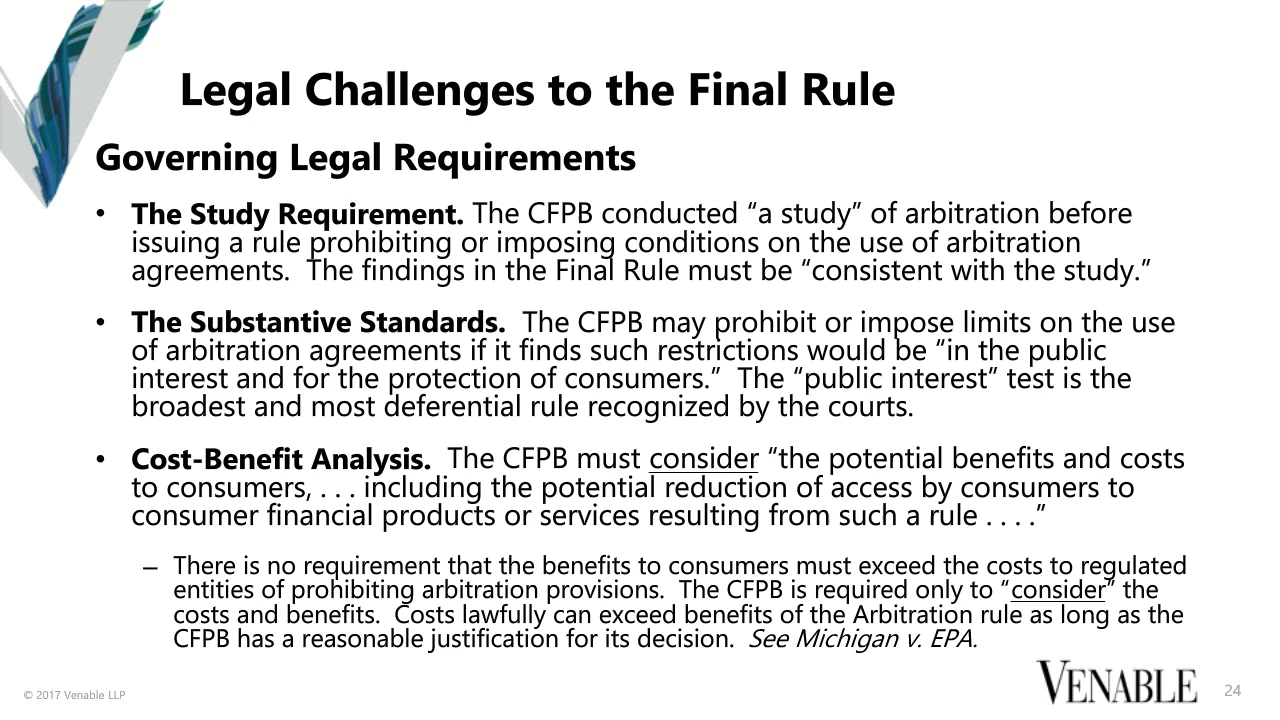 Legal Challenges to the Final Rule
Governing Legal Requirements
• The Study Requirement. The CFPB conducted “a study” of arbitration before
issuing a rule prohibiting or imposing conditions on the use of arbitration
agreements.  The findings in the Final Rule must be “consistent with the study.”
• The Substantive Standards.  The CFPB may prohibit or impose limits on the use
of arbitration agreements if it finds such restrictions would be “in the public
interest and for the protection of consumers.”  The “public interest” test is the
broadest and most deferential rule recognized by the courts.
• Cost-Benefit Analysis.  The CFPB must consider “the potential benefits and costs
to consumers, . . . including the potential reduction of access by consumers to
consumer financial products or services resulting from such a rule . . . .”
– There is no requirement that the benefits to consumers must exceed the costs to regulated
entities of prohibiting arbitration provisions.  The CFPB is required only to “consider” the
costs and benefits.  Costs lawfully can exceed benefits of the Arbitration rule as long as the
CFPB has a reasonable justification for its decision.  See Michigan v. EPA.
© 2017 Venable LLP
VENABLE
24